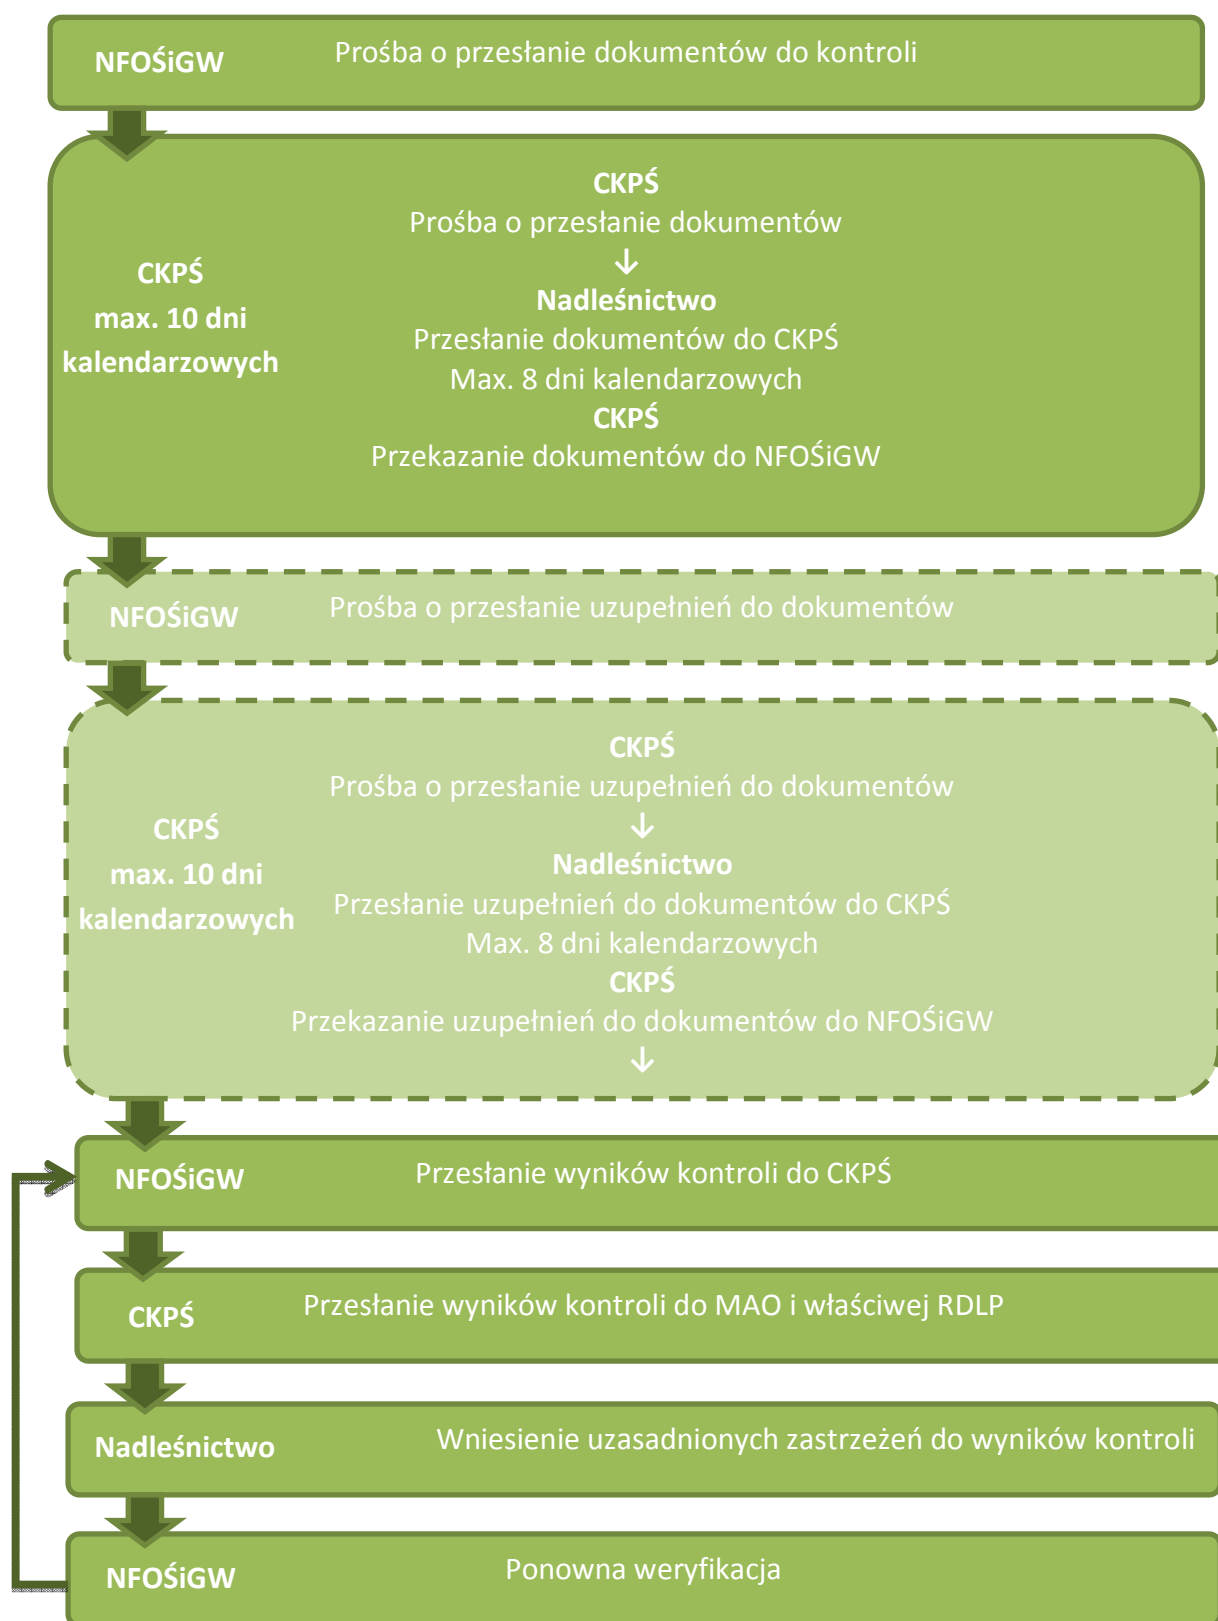 NFOŚiGW Prośba o przesłanie dokumentów do kontroli
CKPŚ
max. 10 dni
kalendarzowych
CKPŚ
Prośba o przesłanie dokumentów
↓
Nadleśnictwo
Przesłanie dokumentów do CKPŚ
Max. 8 dni kalendarzowych
CKPŚ
Przekazanie dokumentów do NFOŚiGW
NFOŚiGW Prośba o przesłanie uzupełnień do dokumentów
CKPŚ
max. 10 dni
kalendarzowych
CKPŚ
Prośba o przesłanie uzupełnień do dokumentów
↓
Nadleśnictwo
Przesłanie uzupełnień do dokumentów do CKPŚ
Max. 8 dni kalendarzowych
CKPŚ
Przekazanie uzupełnień do dokumentów do NFOŚiGW
↓
NFOŚiGW Przesłanie wyników kontroli do CKPŚ
CKPŚ Przesłanie wyników kontroli do MAO i właściwej RDLP
Nadleśnictwo Wniesienie uzasadnionych zastrzeżeń do wyników kontroli
NFOŚiGW Ponowna weryfikacja